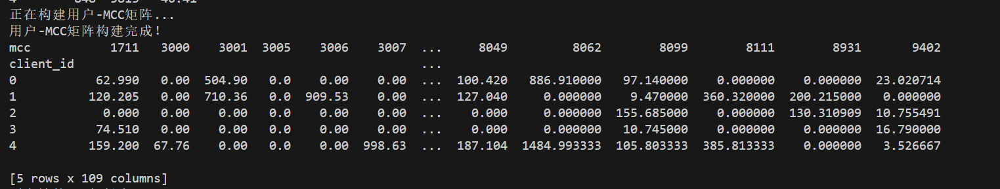 正在构建用户-MCC矩阵...
用户-MCC矩阵构建完成!
mcc 1711 3000 3001 3005 3006 3007 ... 8049 8062 8099 8111 8931 9402
client_id ...
0 62.990 0.00 504.90 0.0 0.00 0.00 ... 100.420 886.910000 97.140000 0.000000 0.000000 23.020714
1 120.205 0.00 710.36 0.0 909.53 0.00 ... 127.040 0.000000 9.470000 360.320000 200.215000 0.000000
2 0.000 0.00 0.00 0.0 0.00 0.00 ... 0.000 0.000000 155.685000 0.000000 130.310909 10.755491
3 74.510 0.00 0.00 0.0 0.00 0.00 ... 0.000 0.000000 10.745000 0.000000 0.000000 16.790000
4 159.200 67.76 0.00 0.0 0.00 998.63 ... 187.104 1484.993333 105.803333 385.813333 0.000000 3.526667
[5 rows x 109 columns]